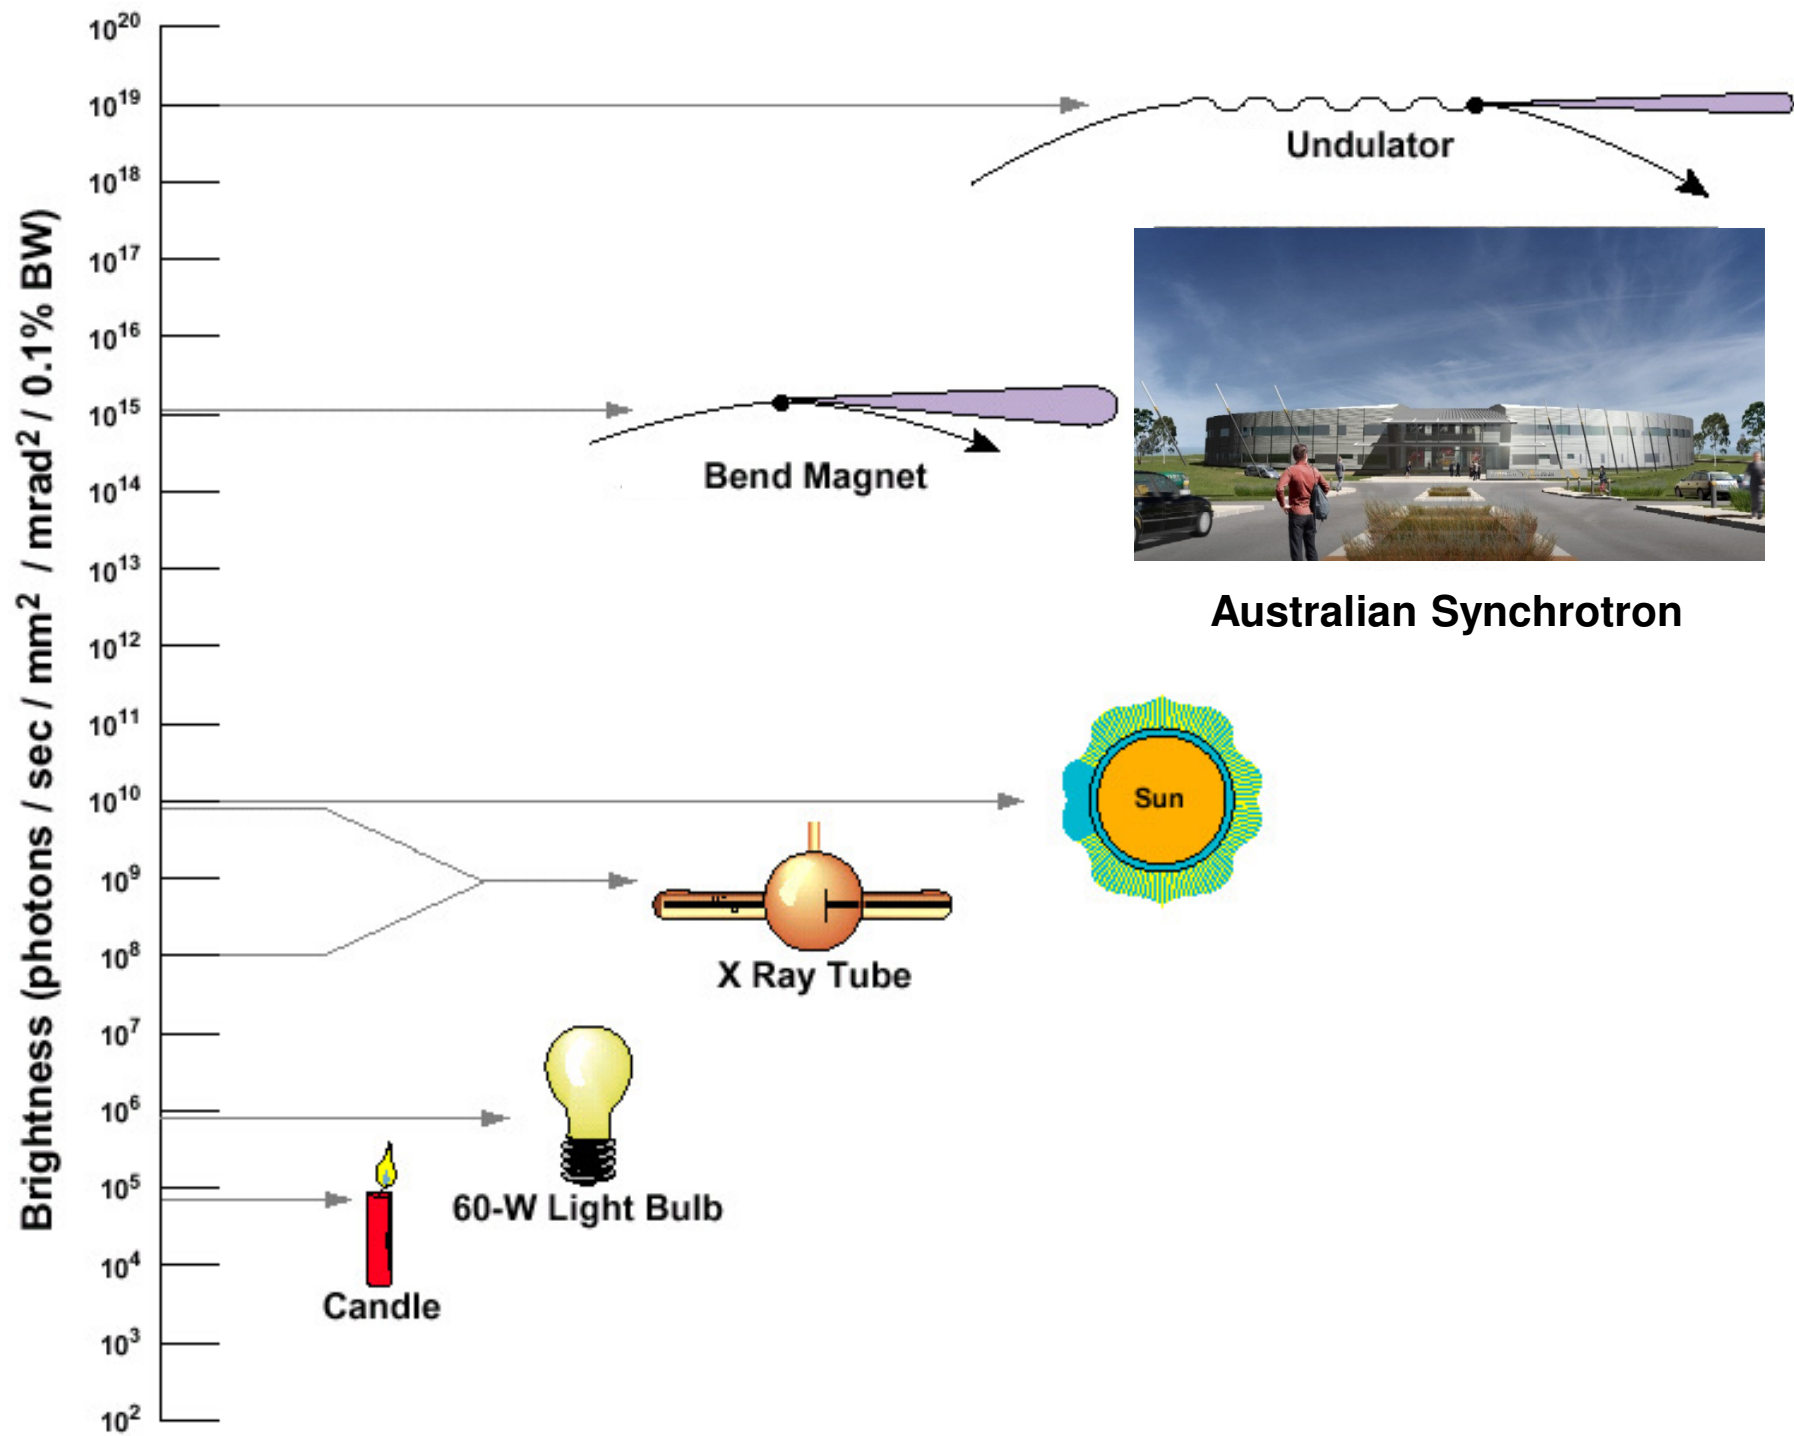 Brightness (photons / sec / mm² / mrad² / 0.1% BW)
10²⁰
10¹⁹
Undulator
10¹⁸
10¹⁷
10¹⁶
10¹⁵
Bend Magnet
10¹⁴
10¹³
Australian Synchrotron
10¹²
10¹¹
10¹⁰
Sun
10⁹
10⁸
X Ray Tube
10⁷
10⁶
10⁵
60-W Light Bulb
10⁴
Candle
10³
10²